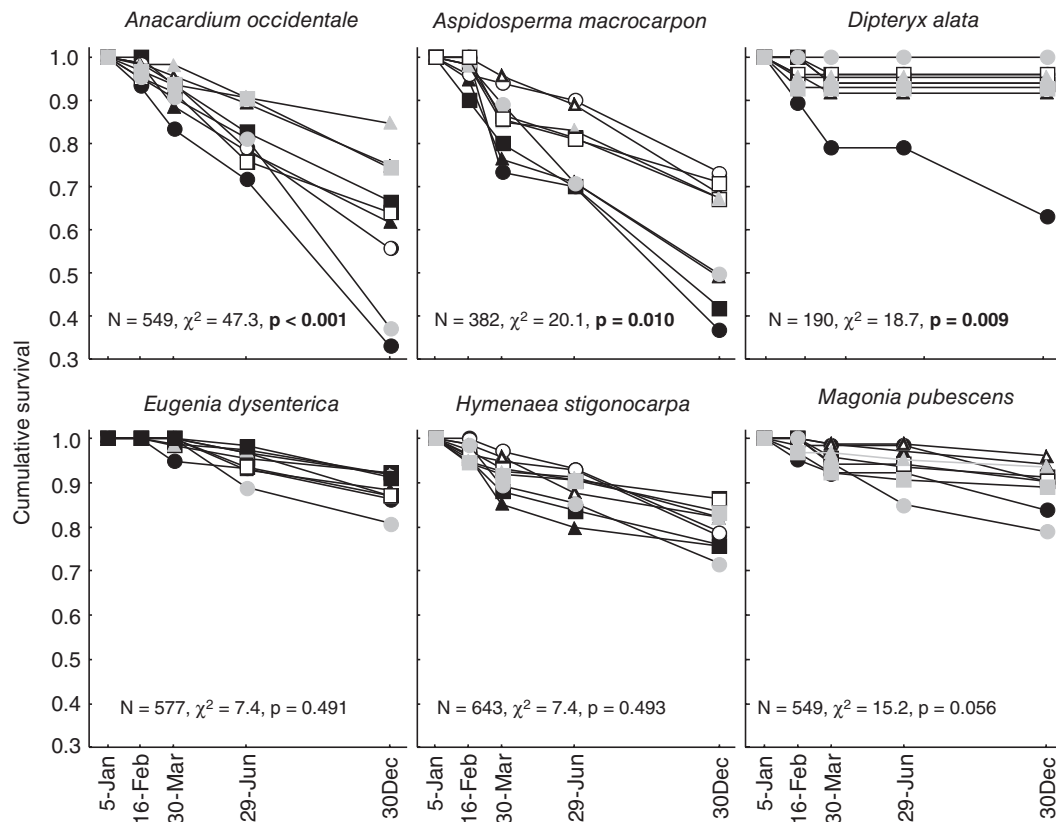 Anacardium occidentale
Aspidosperma macrocarpon
Dipteryx alata
1.0
0.9
0.8
0.7
0.6
0.5
0.4
0.3
N = 549, χ² = 47.3, p < 0.001
N = 382, χ² = 20.1, p = 0.010
N = 190, χ² = 18.7, p = 0.009
Cumulative survival
Eugenia dysenterica
Hymenaea stigonocarpa
Magonia pubescens
1.0
0.9
0.8
0.7
0.6
0.5
0.4
0.3
N = 577, χ² = 7.4, p = 0.491
N = 643, χ² = 7.4, p = 0.493
N = 549, χ² = 15.2, p = 0.056
5-Jan
16-Feb
30-Mar
29-Jun
30Dec
5-Jan
16-Feb
30-Mar
29-Jun
30Dec
5-Jan
16-Feb
30-Mar
29-Jun
30Dec